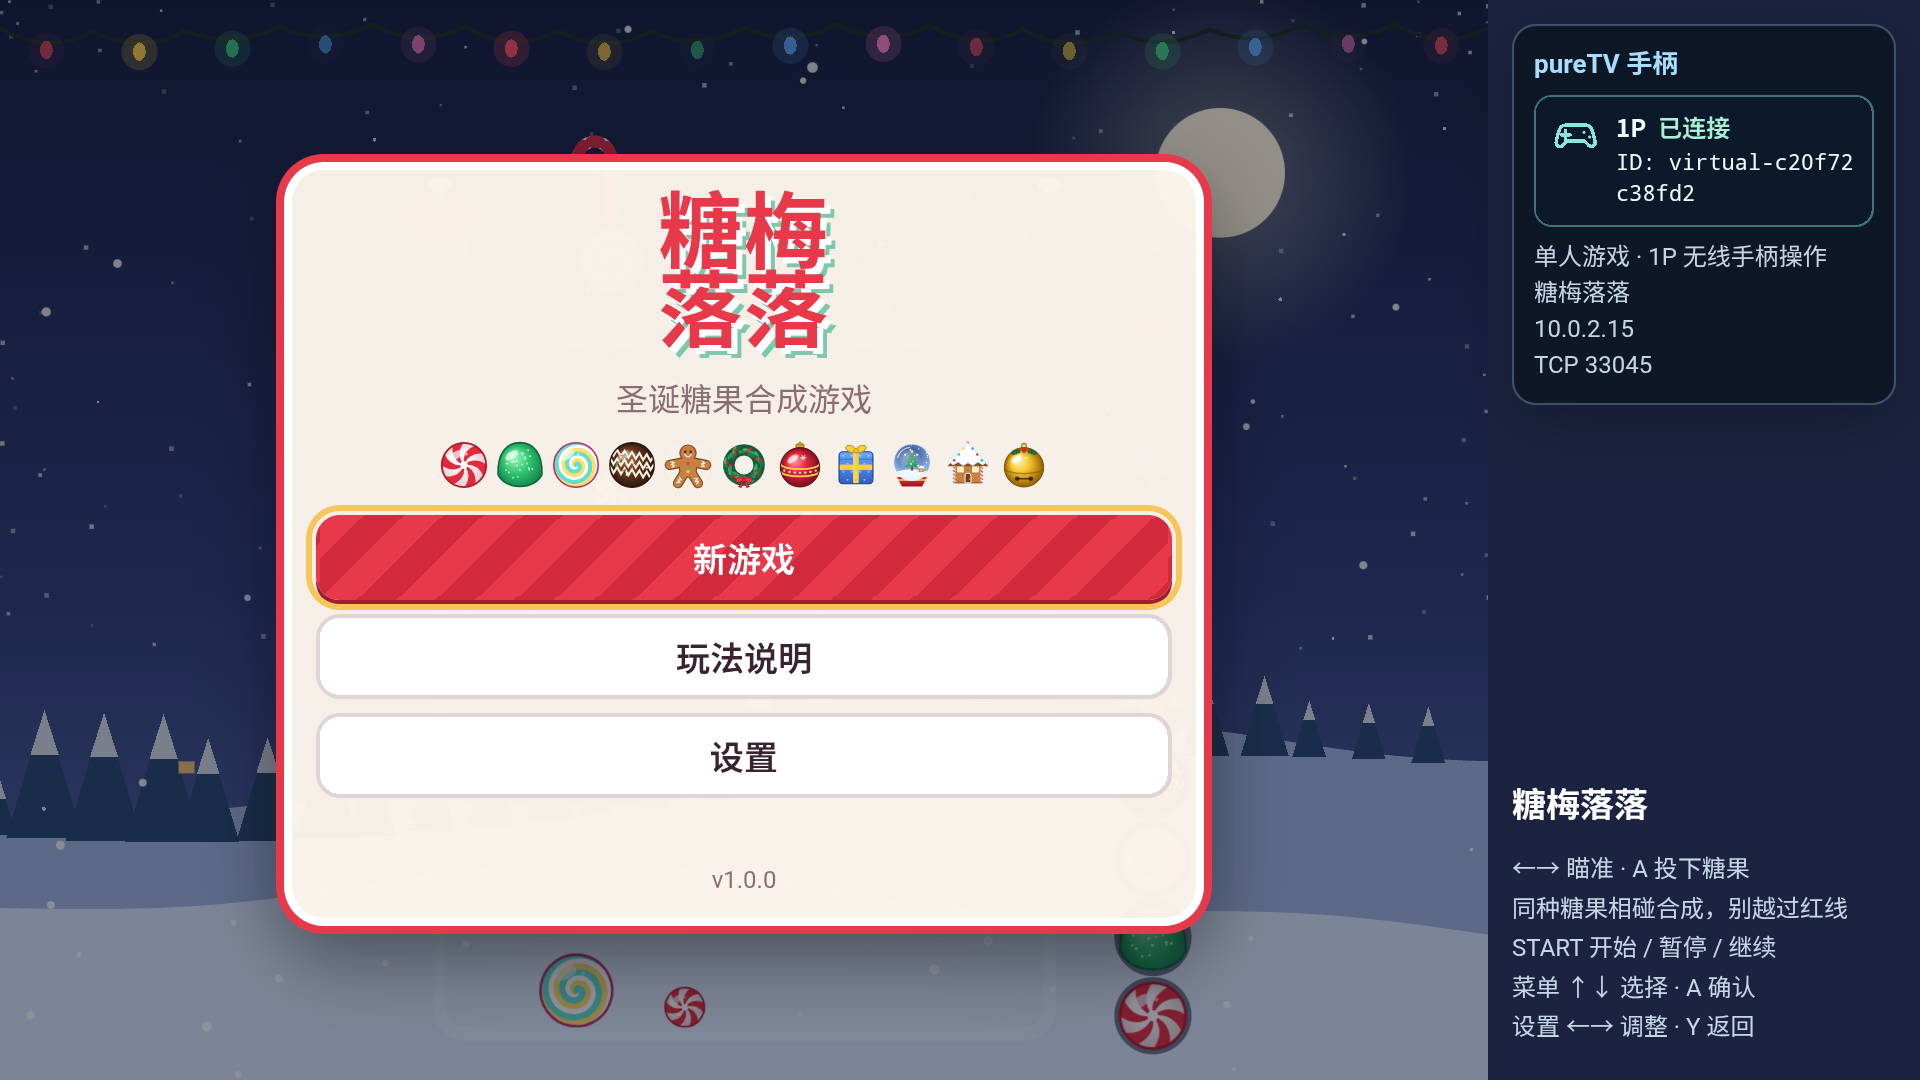 糖梅
落落
圣诞糖果合成游戏
新游戏
玩法说明
设置
v1.0.0
pureTV 手柄
1P 已连接
ID: virtual-c20f72
c38fd2
单人游戏 · 1P 无线手柄操作
糖梅落落
10.0.2.15
TCP 33045
糖梅落落
←→ 瞄准 · A 投下糖果
同种糖果相碰合成，别越过红线
START 开始 / 暂停 / 继续
菜单 ↑↓ 选择 · A 确认
设置 ←→ 调整 · Y 返回